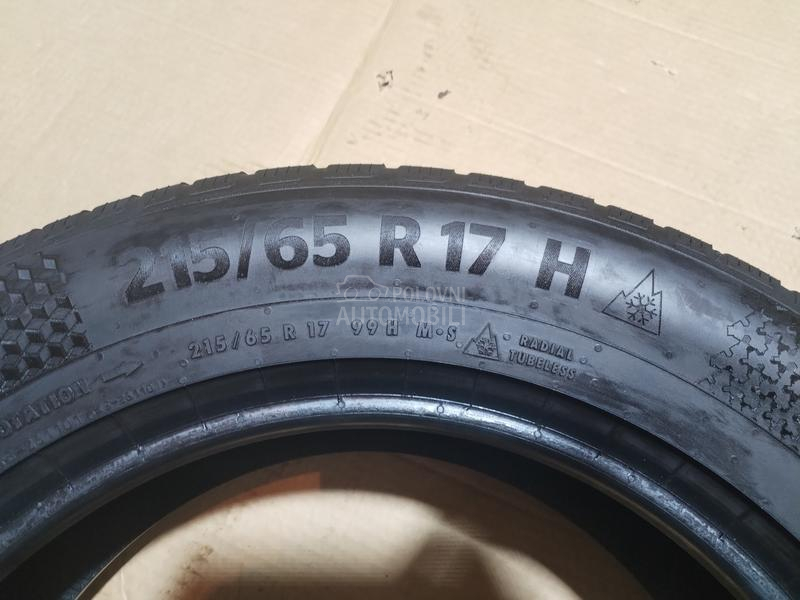 215/65 R 17 H
POLOVNI
AUTOMOBILI
215/65 R 17 99 H M·S
RADIAL
TUBELESS